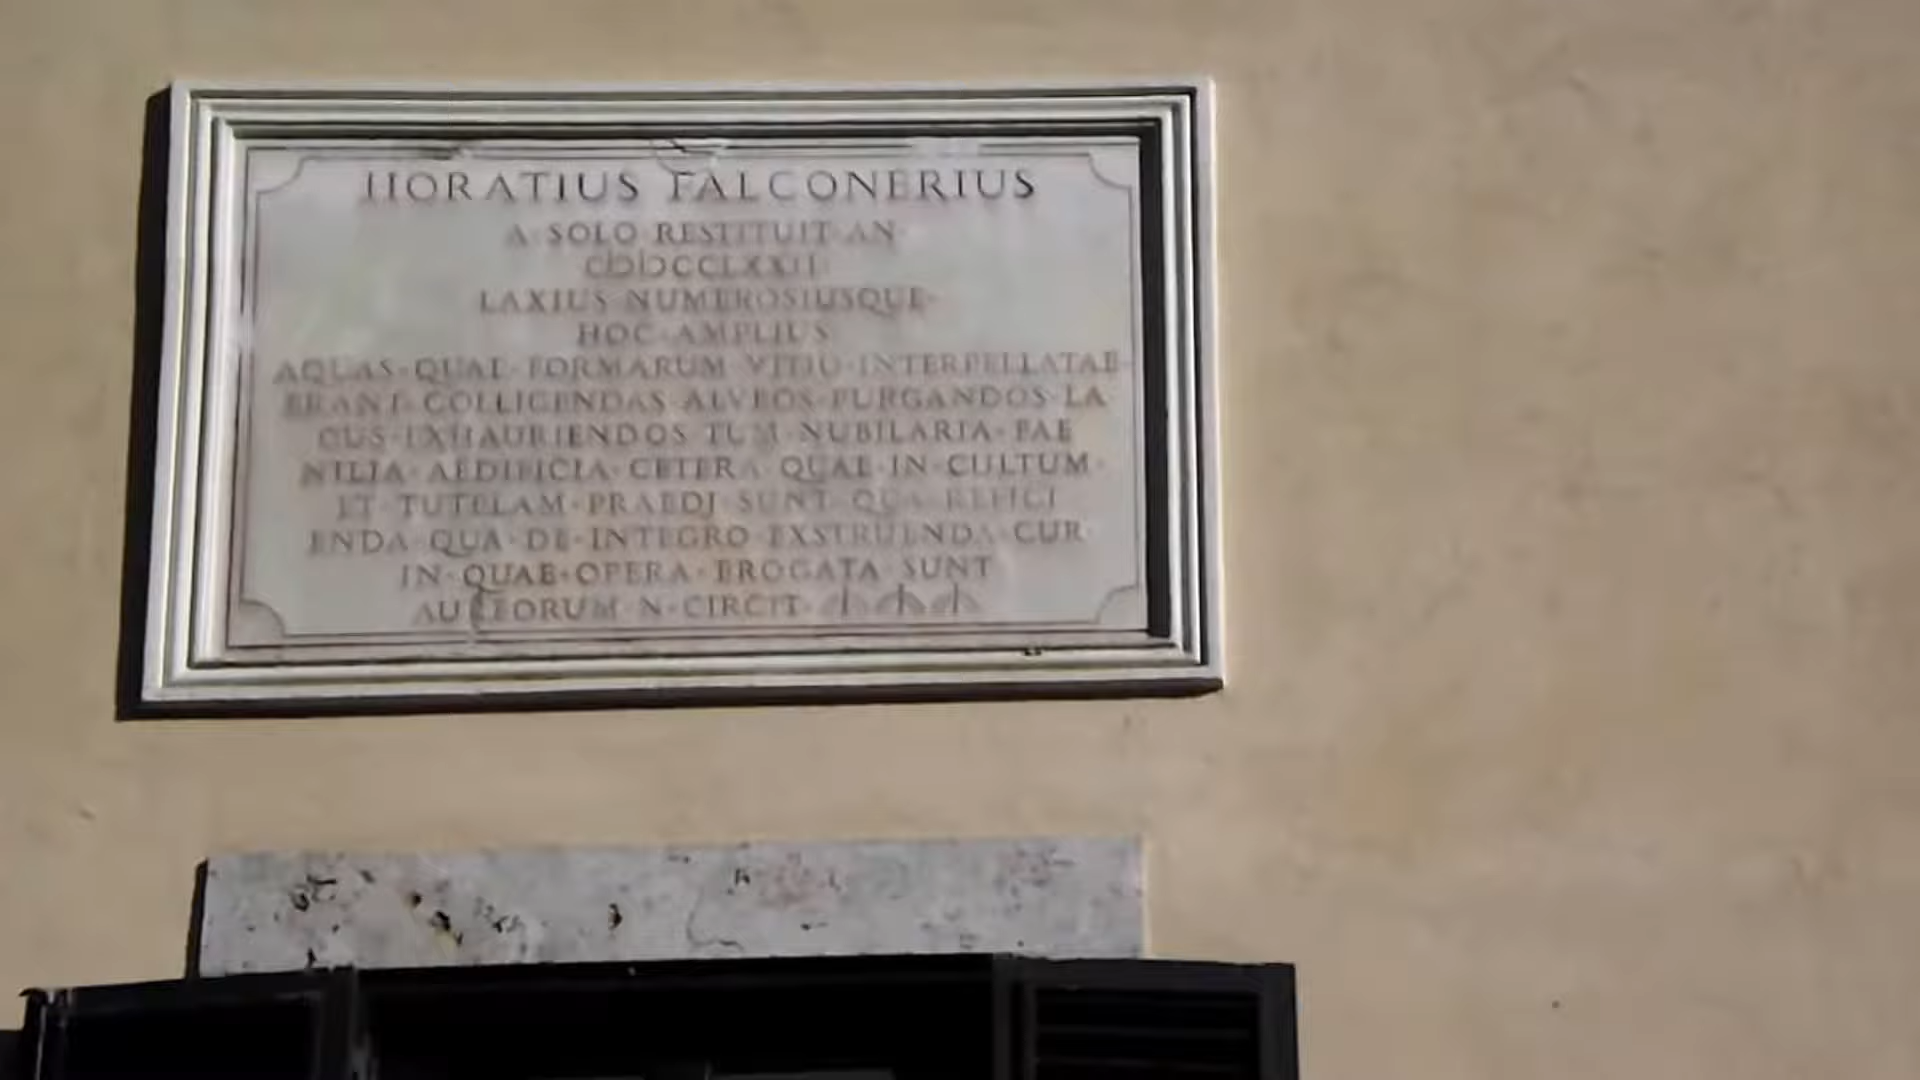 HORATIUS FALCONERIUS
A · SOLO RESTITUIT · AN ·
CIↃIↃCCLXXII
LAXIUS NUMEROSIUSQUE ·
HOC · AMPLIUS
AQUAS · QUAE · FORMARUM VITIO · INTERPELLATAE ·
ERANT · COLLIGENDAS ALVEOS · PURGANDOS · LA
CUS · EXHAURIENDOS TUM · NUBILARIA · FAE
NILIA · AEDIFICIA · CETERA QUAE · IN · CULTUM ·
ET · TUTELAM · PRAEDJ SUNT · QUA REFICI
ENDA · QUA · DE · INTEGRO EXSTRUENDA · CUR ·
IN · QUAE · OPERA · EROGATA · SUNT
AUREORUM · N · CIRCIT ·